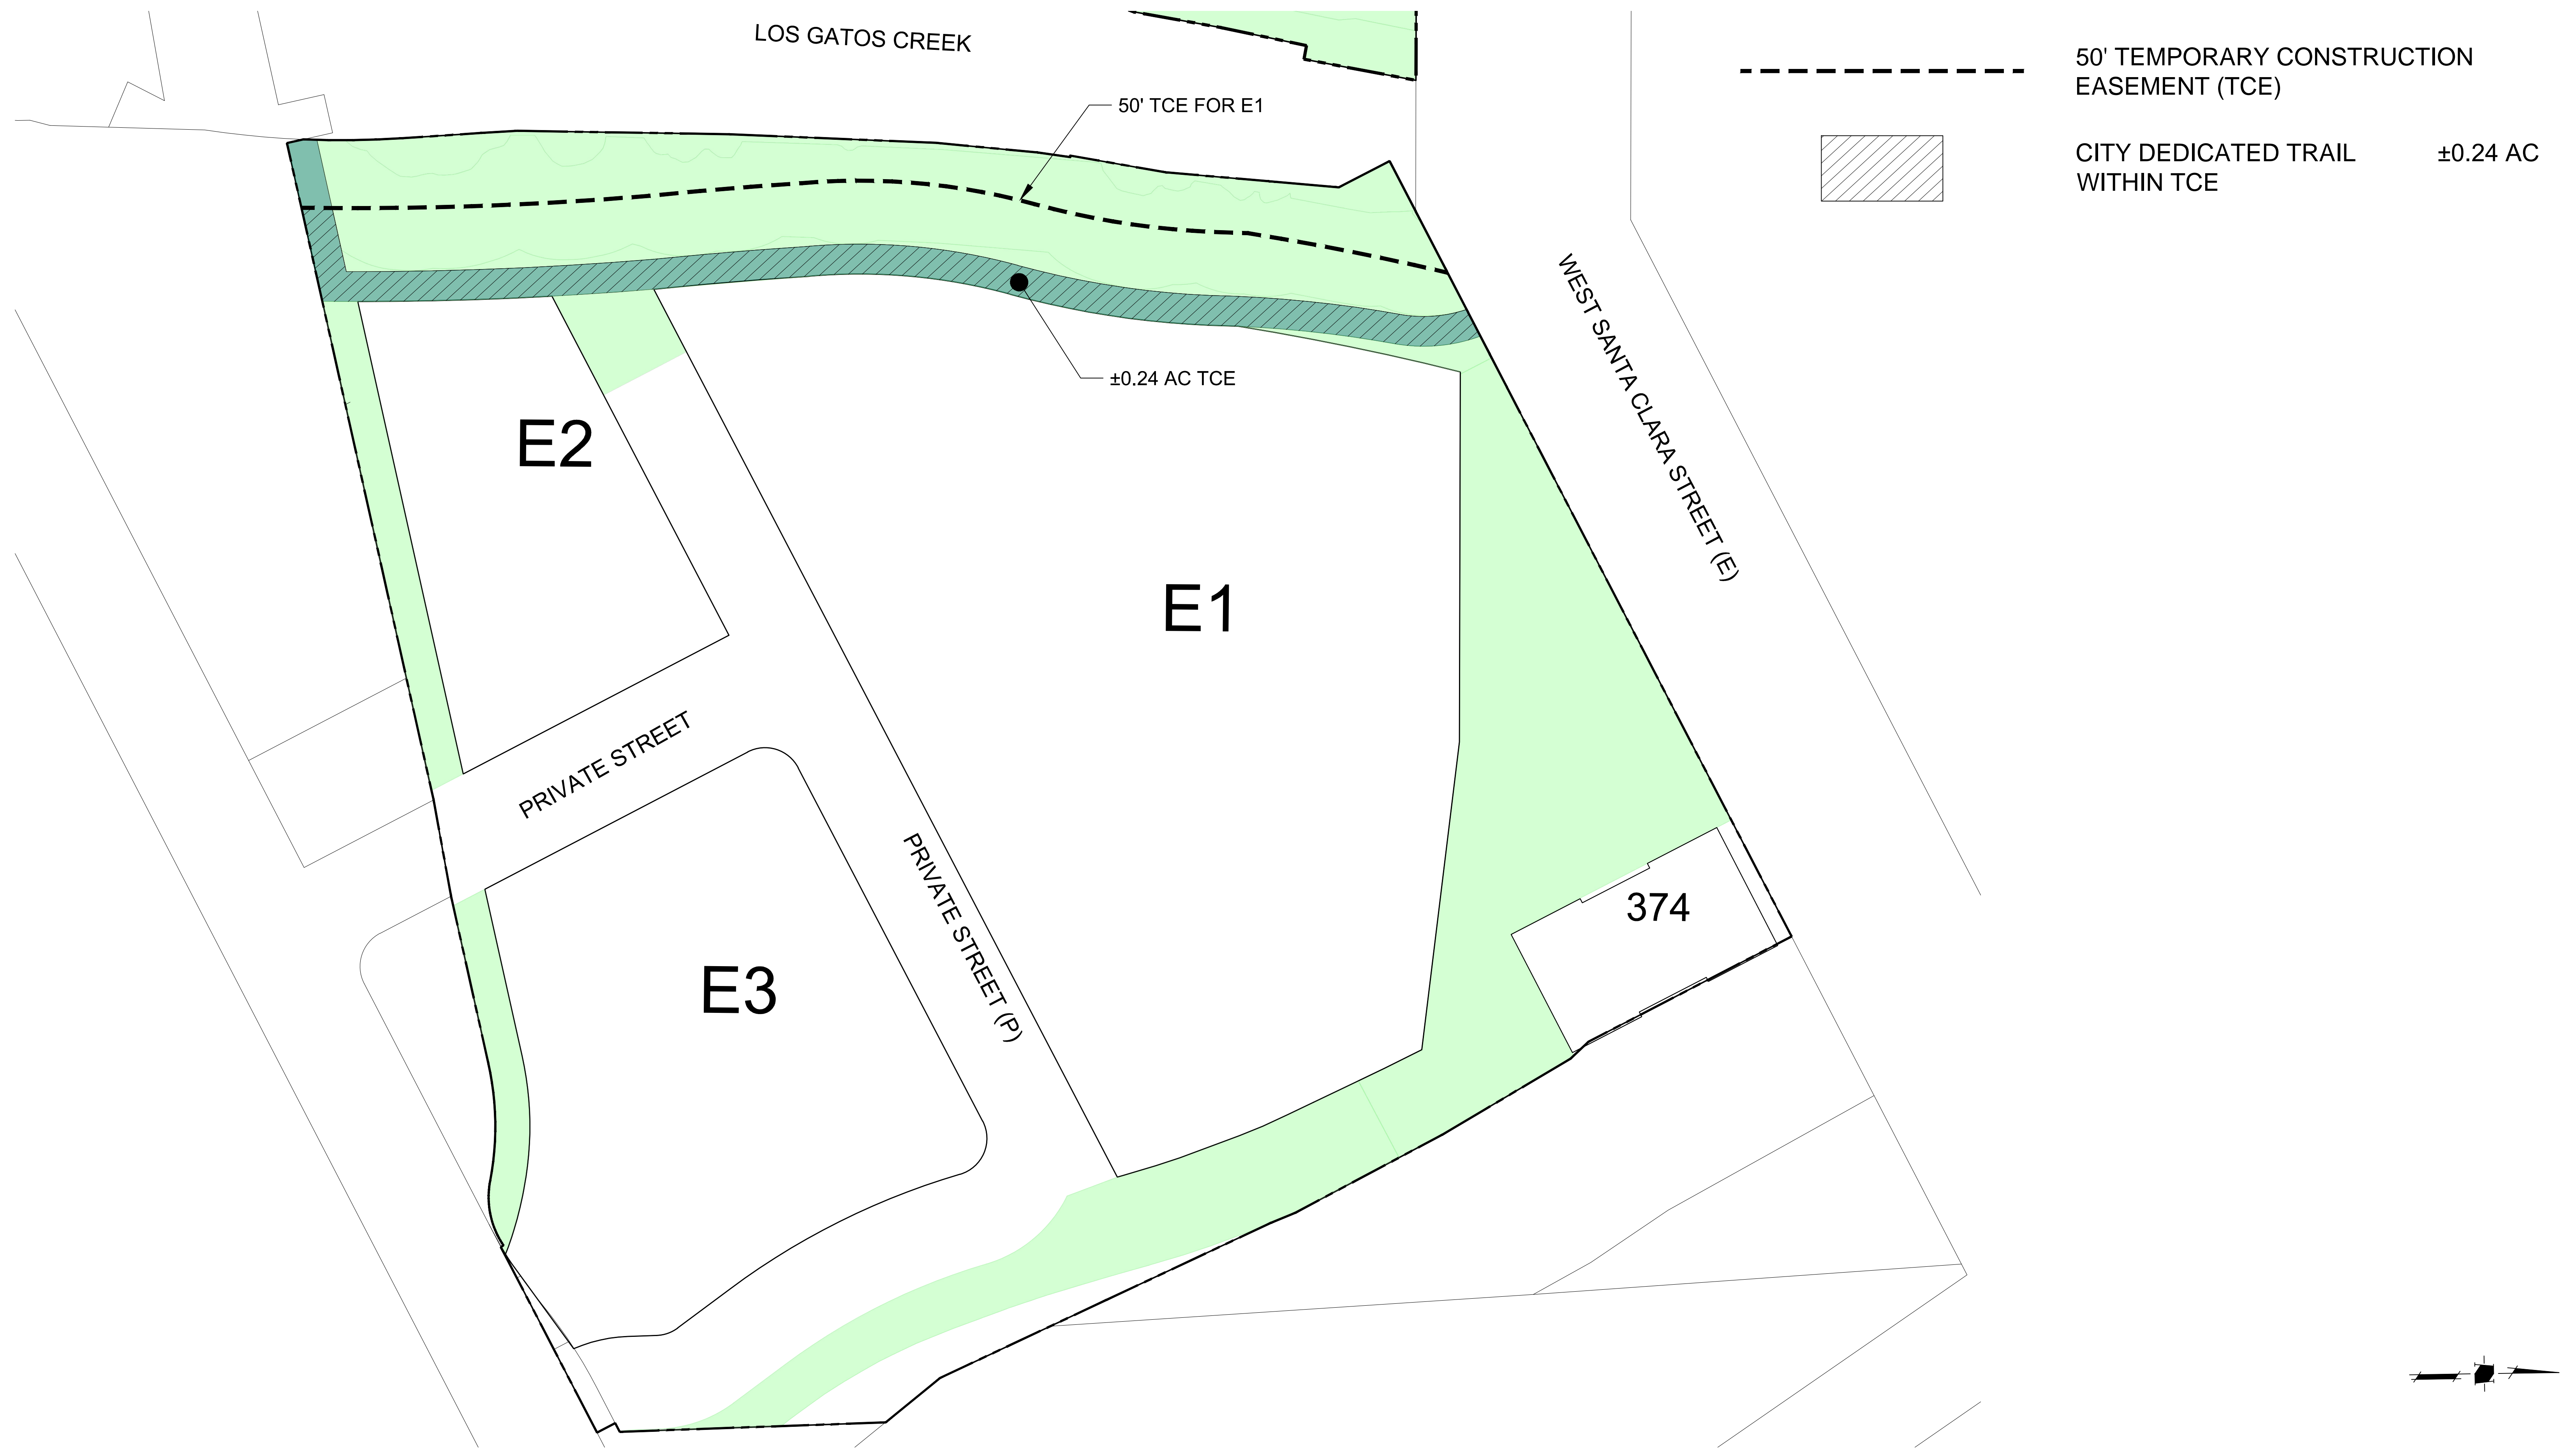 LOS GATOS CREEK
50' TEMPORARY CONSTRUCTION
EASEMENT (TCE)
50' TCE FOR E1
CITY DEDICATED TRAIL ±0.24 AC
WITHIN TCE
WEST SANTA CLARA STREET (E)
±0.24 AC TCE
E2
E1
PRIVATE STREET
PRIVATE STREET (P)
374
E3